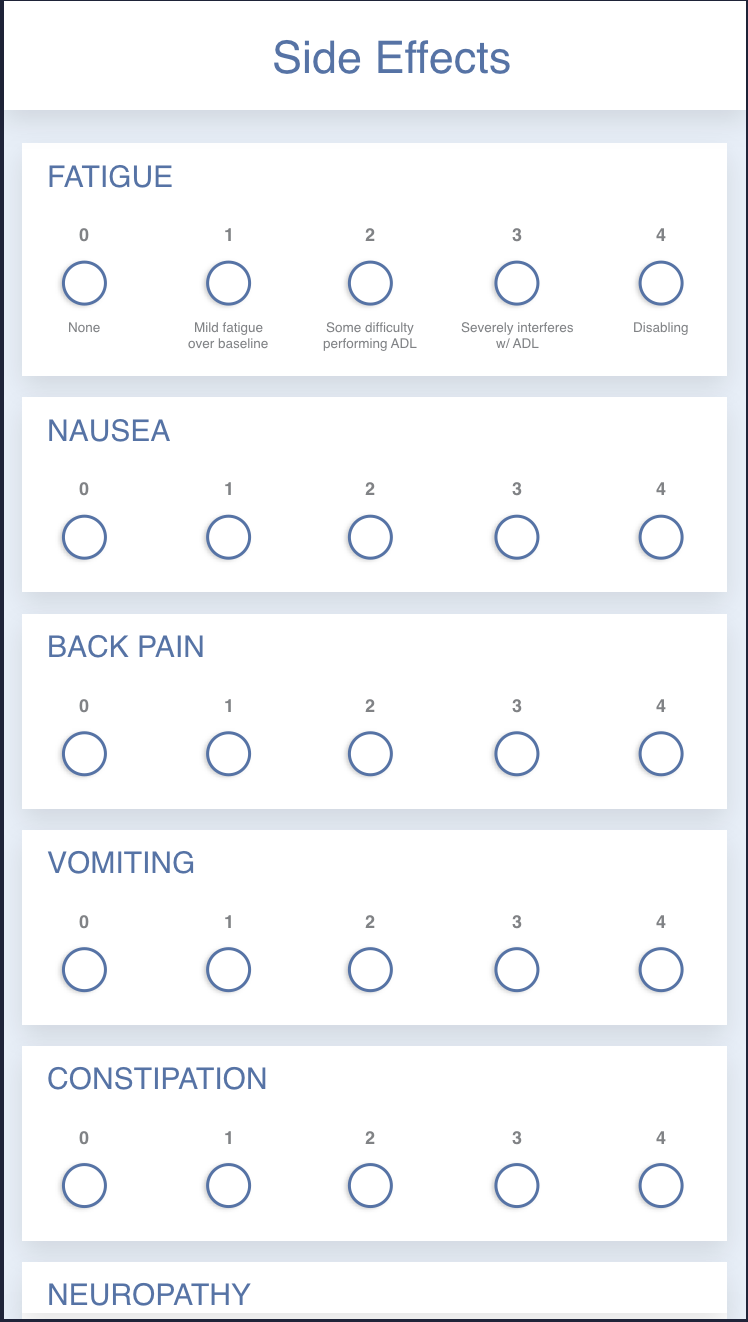 Side Effects
FATIGUE
0 1 2 3 4
None Mild fatigue Some difficulty Severely interferes Disabling
over baseline performing ADL w/ ADL
NAUSEA
0 1 2 3 4
BACK PAIN
0 1 2 3 4
VOMITING
0 1 2 3 4
CONSTIPATION
0 1 2 3 4
NEUROPATHY